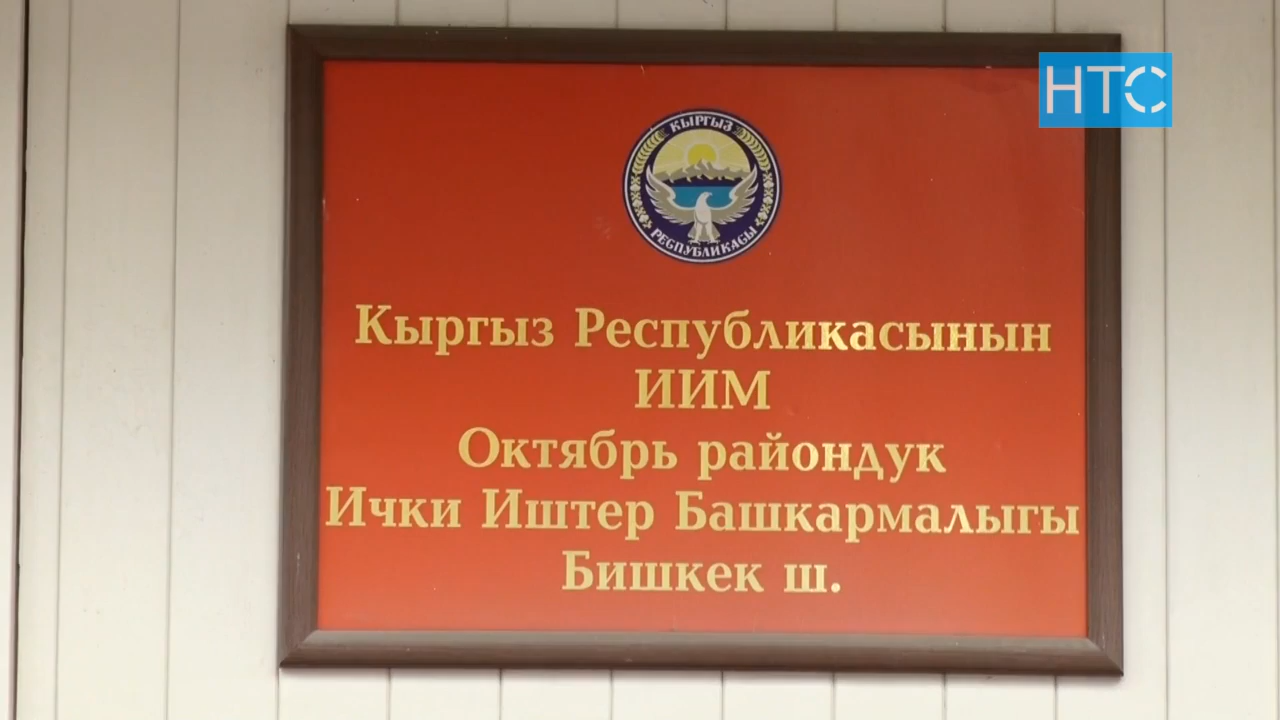 НТС
КЫРГЫЗ
РЕСПУБЛИКАСЫ
Кыргыз Республикасынын
ИИМ
Октябрь райондук
Ички Иштер Башкармалыгы
Бишкек ш.